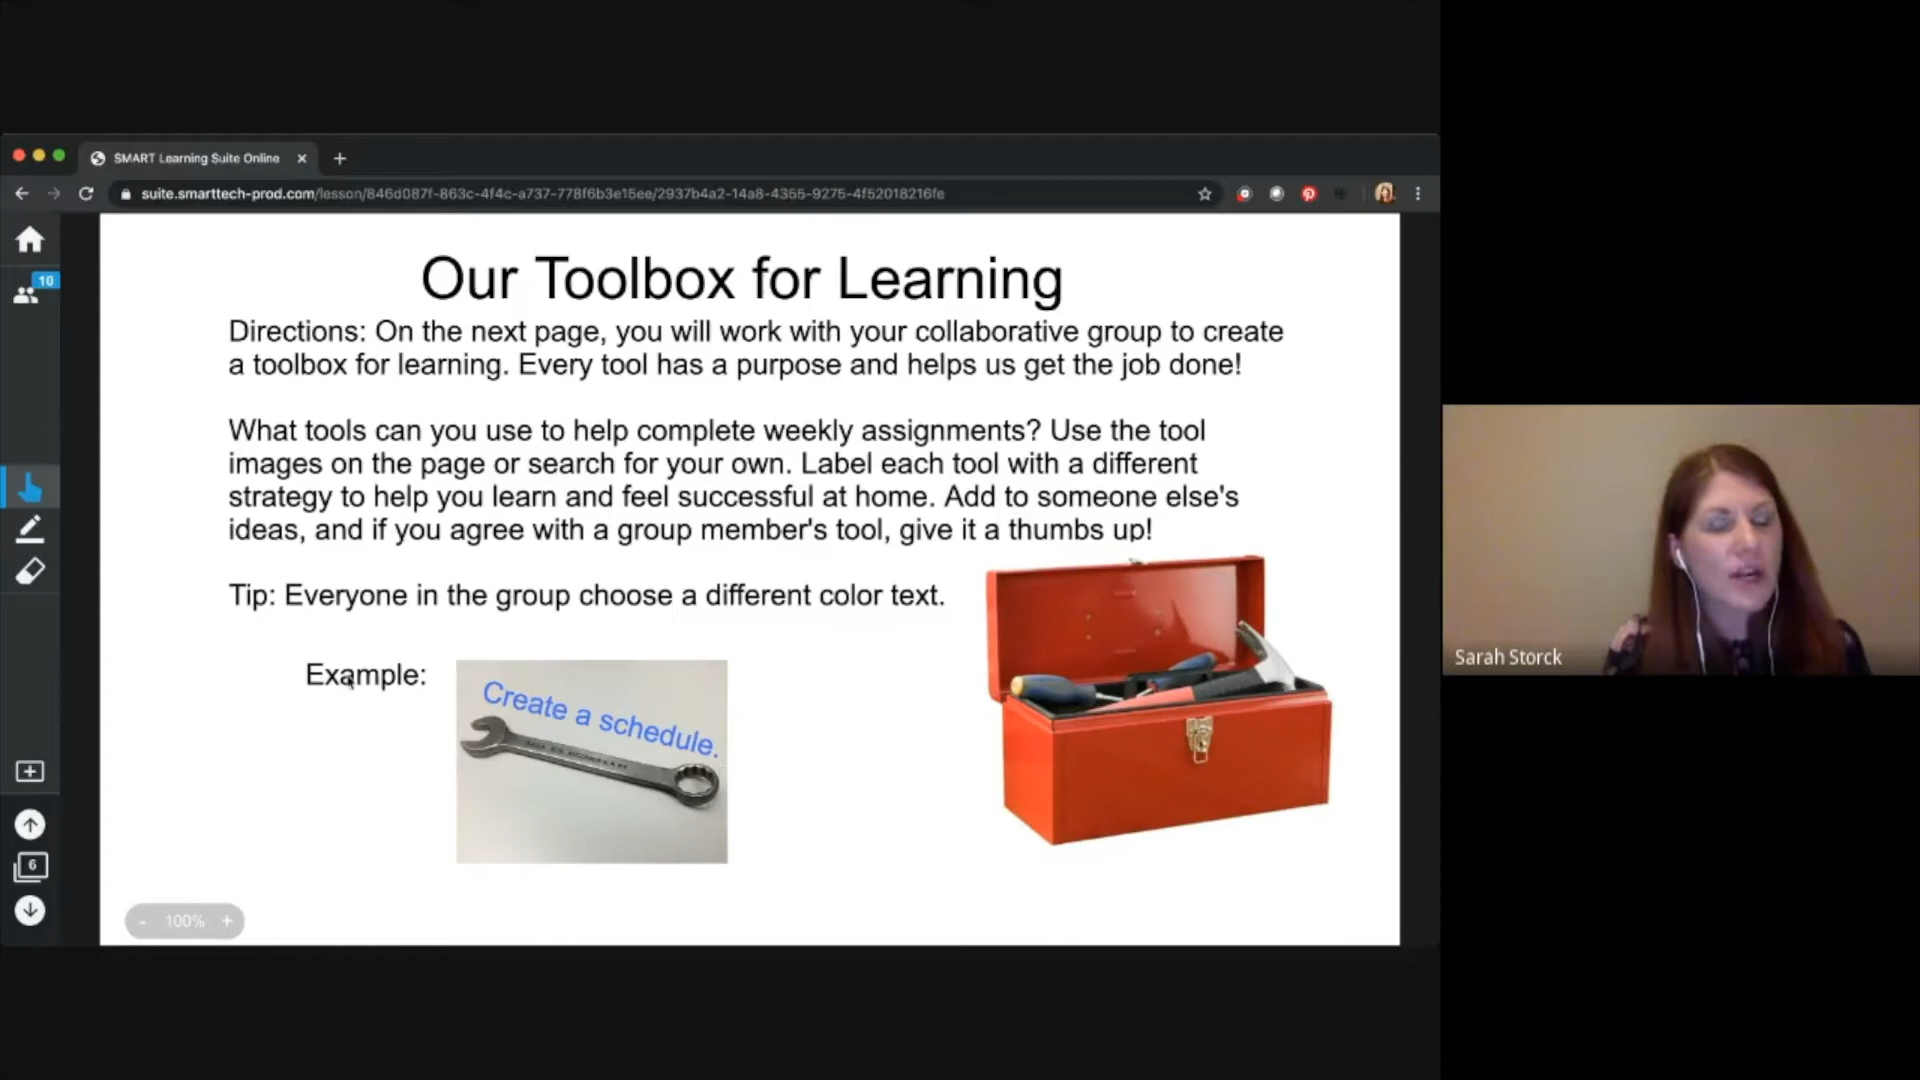 SMART Learning Suite Online
suite.smarttech-prod.com/lesson/846d087f-863c-4f4c-a737-778f6b3e15ee/2937b4a2-14a8-4355-9275-4f52018216fe
10
Our Toolbox for Learning
Directions: On the next page, you will work with your collaborative group to create
a toolbox for learning. Every tool has a purpose and helps us get the job done!
What tools can you use to help complete weekly assignments? Use the tool
images on the page or search for your own. Label each tool with a different
strategy to help you learn and feel successful at home. Add to someone else's
ideas, and if you agree with a group member's tool, give it a thumbs up!
Tip: Everyone in the group choose a different color text.
Example:
Create a schedule.
Sarah Storck
6
- 100% +